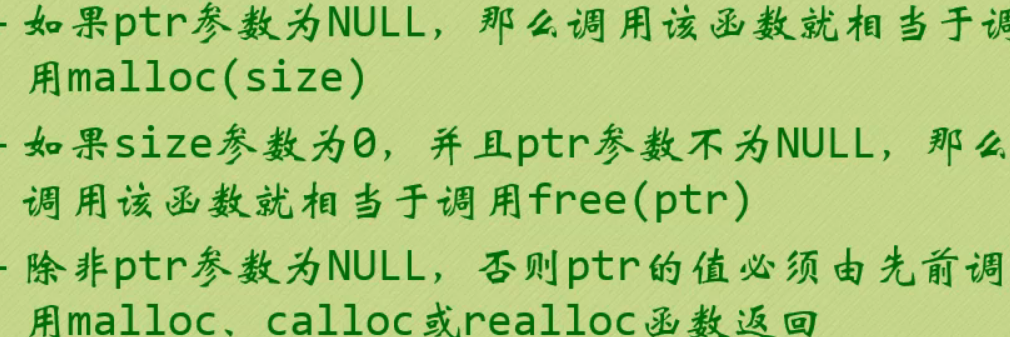 - 如果ptr参数为NULL，那么调用该函数就相当于调
用malloc(size)
- 如果size参数为0，并且ptr参数不为NULL，那么
调用该函数就相当于调用free(ptr)
- 除非ptr参数为NULL，否则ptr的值必须由先前调
用malloc、calloc或realloc函数返回